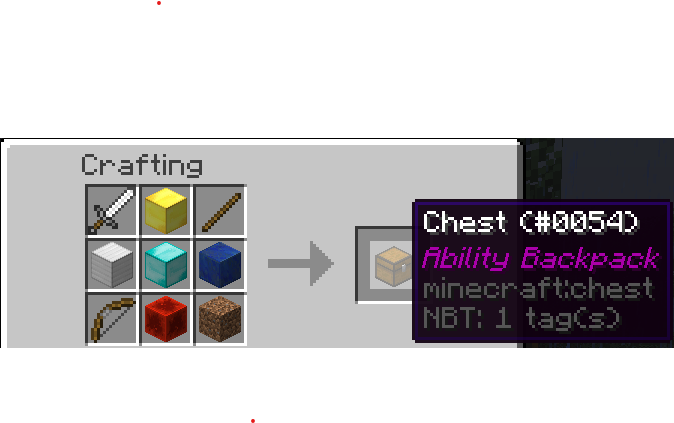 Crafting
Chest (#0054)
Ability Backpack
minecraft:chest
NBT: 1 tag(s)